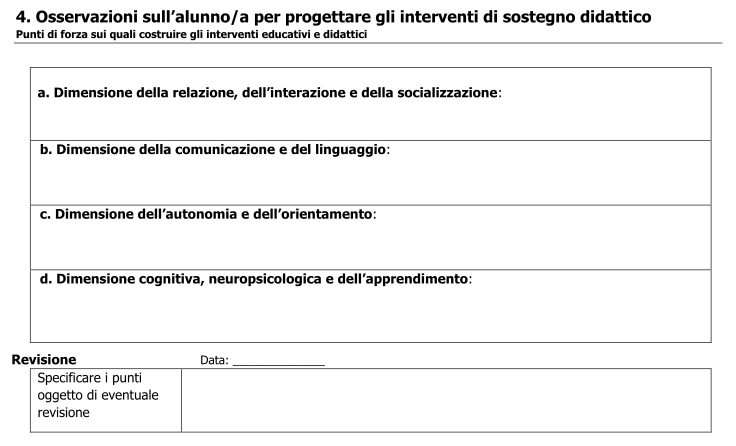 4. Osservazioni sull’alunno/a per progettare gli interventi di sostegno didattico
Punti di forza sui quali costruire gli interventi educativi e didattici
a. Dimensione della relazione, dell’interazione e della socializzazione:
b. Dimensione della comunicazione e del linguaggio:
c. Dimensione dell’autonomia e dell’orientamento:
d. Dimensione cognitiva, neuropsicologica e dell’apprendimento:
Revisione Data: ______________
Specificare i punti
oggetto di eventuale
revisione